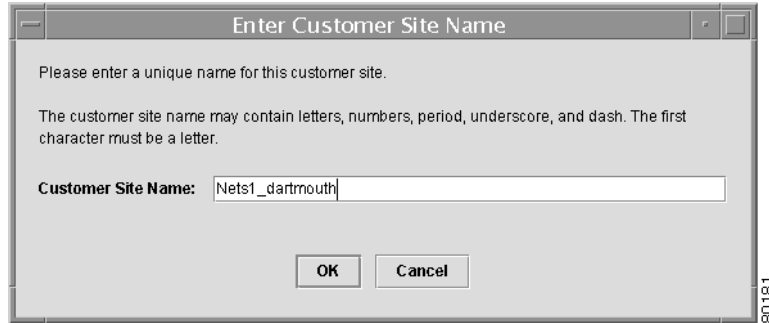 Enter Customer Site Name
Please enter a unique name for this customer site.
The customer site name may contain letters, numbers, period, underscore, and dash. The first
character must be a letter.
Customer Site Name: Nets1_dartmouth
OK Cancel
80181